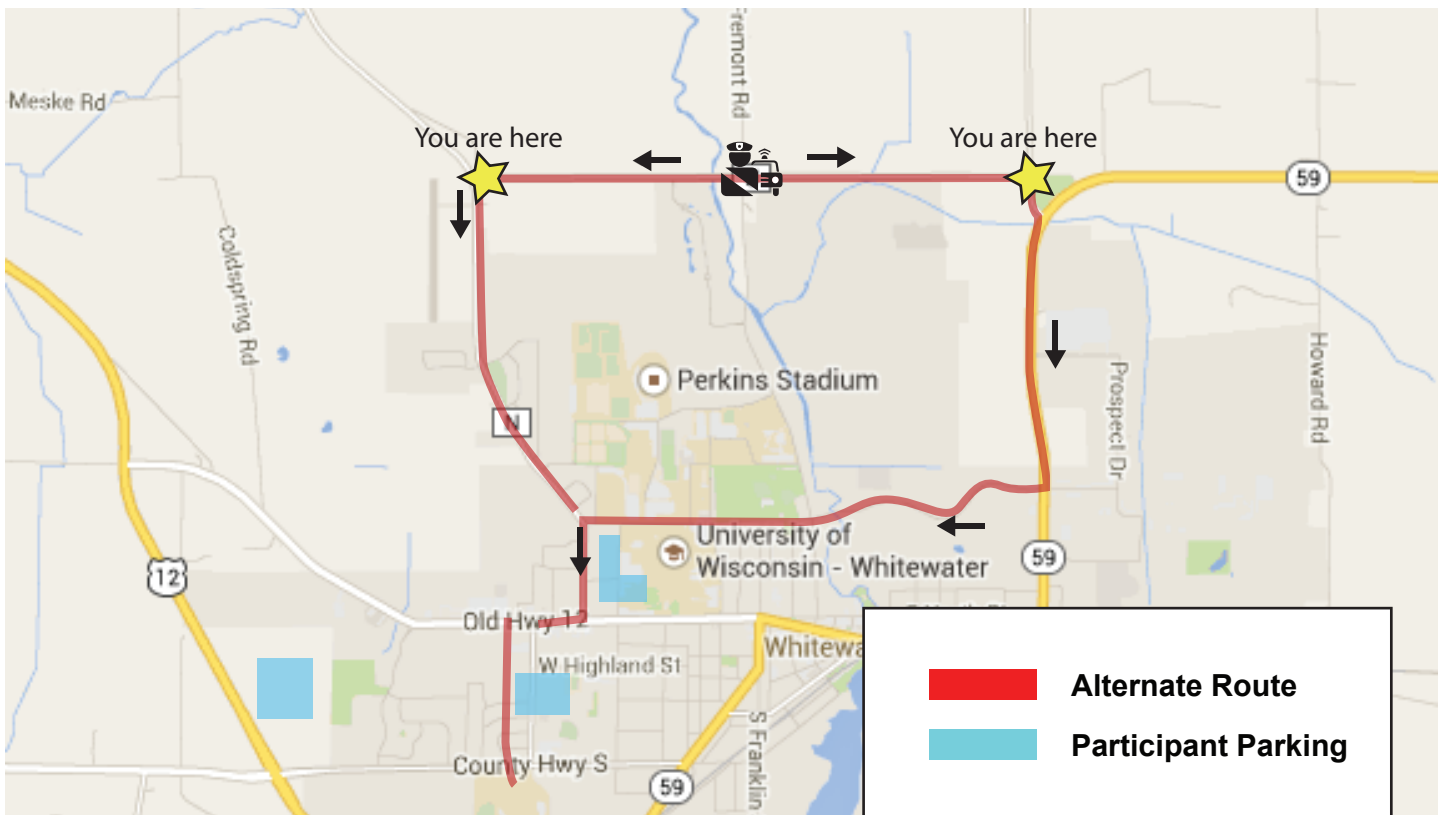 Fremont Rd
Meske Rd
You are here
You are here
59
Coldspring Rd
Howard Rd
Prospect Dr
Perkins Stadium
N
University of
Wisconsin - Whitewater
59
12
Old Hwy 12
Whitewa
W Highland St
Alternate Route
S Franklin
Participant Parking
County Hwy S
59